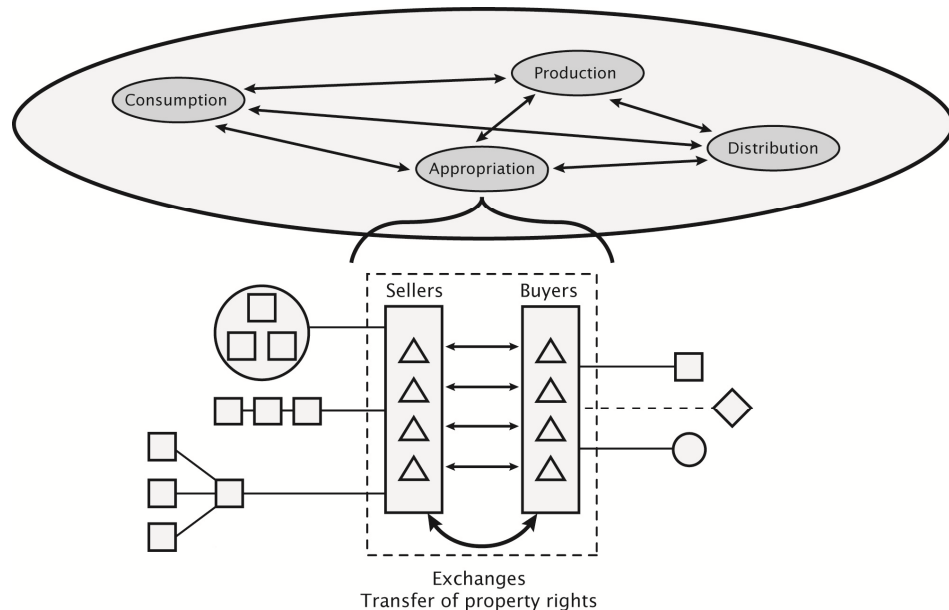 Production
Consumption
Distribution
Appropriation
Sellers
Buyers
Exchanges
Transfer of property rights